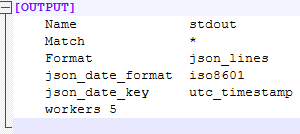 [OUTPUT]
Name stdout
Match *
Format json_lines
json_date_format iso8601
json_date_key utc_timestamp
workers 5